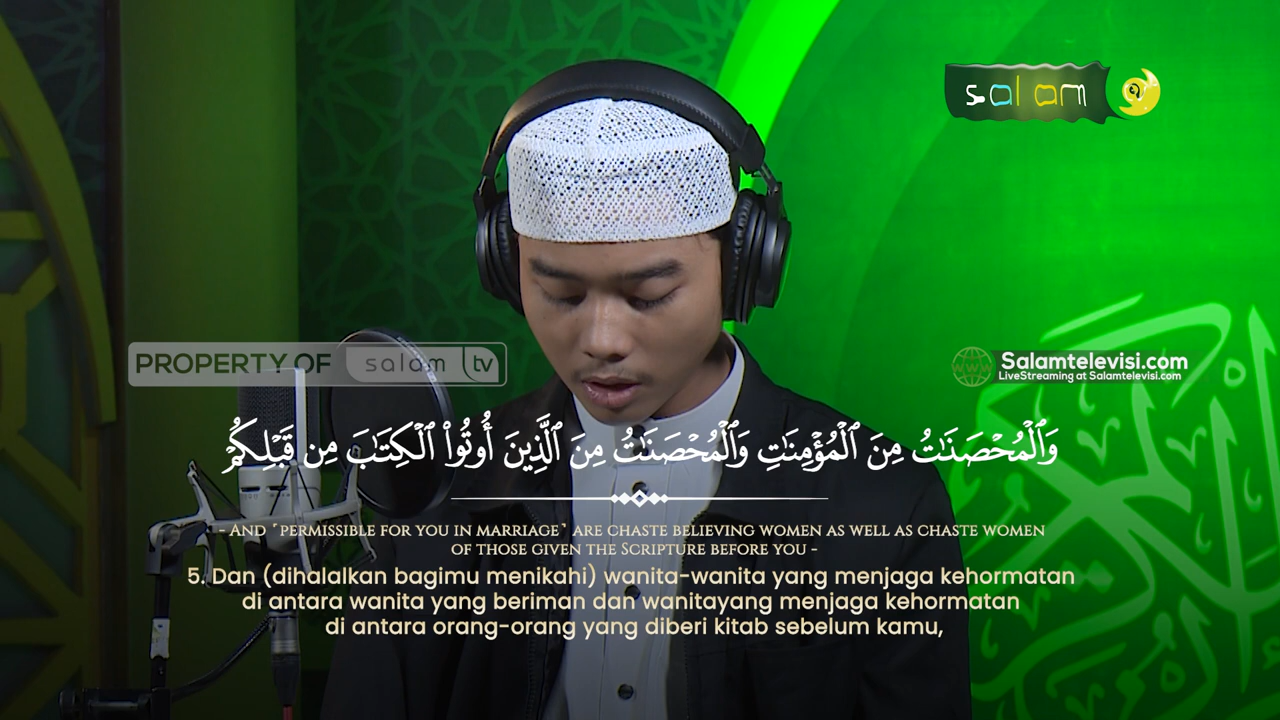 salam
PROPERTY OF salam tv
www
Salamtelevisi.com
LiveStreaming at Salamtelevisi.com
وَٱلْمُحْصَنَٰتُ مِنَ ٱلْمُؤْمِنَٰتِ وَٱلْمُحْصَنَٰتُ مِنَ ٱلَّذِينَ أُوتُوا۟ ٱلْكِتَٰبَ مِن قَبْلِكُمْ
- And ˹permissible for you in marriage˺ are chaste believing women as well as chaste women
of those given the Scripture before you -
5. Dan (dihalalkan bagimu menikahi) wanita-wanita yang menjaga kehormatan
di antara wanita yang beriman dan wanitayang menjaga kehormatan
di antara orang-orang yang diberi kitab sebelum kamu,